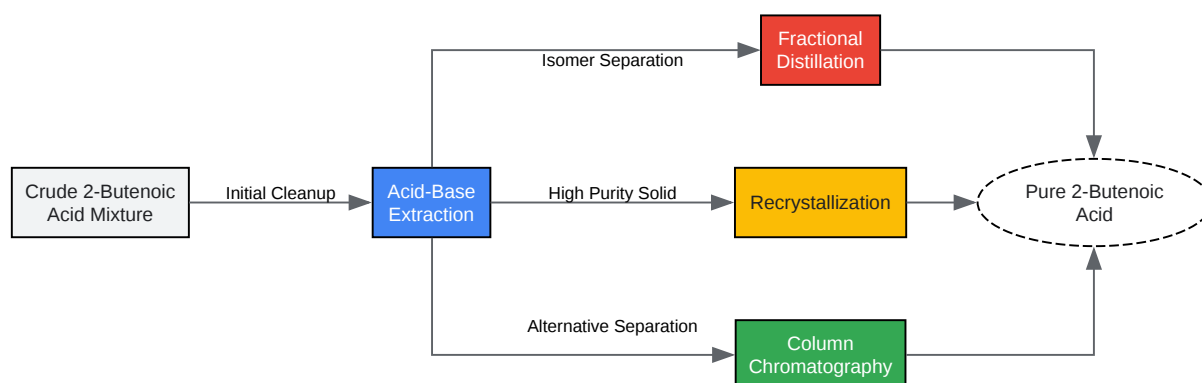 Fractional
Distillation
Isomer Separation
Crude 2-Butenoic
Acid Mixture
Initial Cleanup
Acid-Base
Extraction
High Purity Solid
Recrystallization
Pure 2-Butenoic
Acid
Alternative Separation
Column
Chromatography